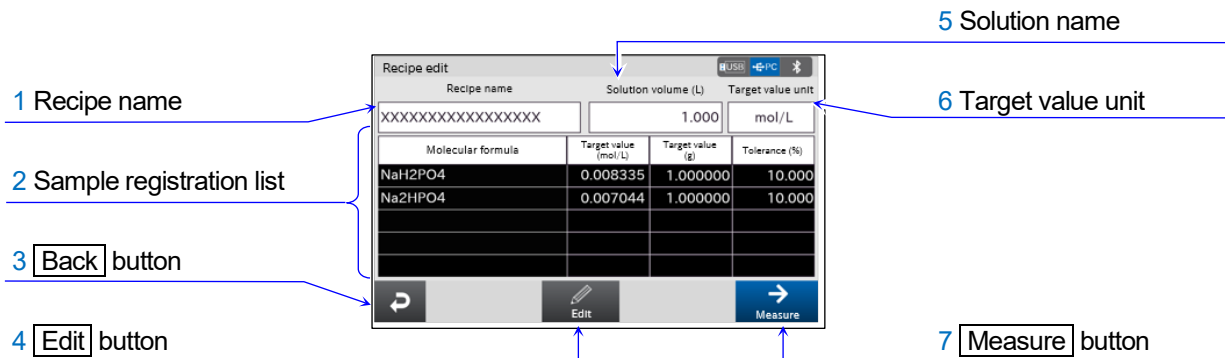 5 Solution name
Recipe edit
USB PC
Recipe name Solution volume (L) Target value unit
1 Recipe name
6 Target value unit
XXXXXXXXXXXXXXXXX 1.000 mol/L
Molecular formula Target value (mol/L) Target value (g) Tolerance (%)
2 Sample registration list
NaH2PO4 0.008335 1.000000 10.000
Na2HPO4 0.007044 1.000000 10.000
3 Back button
Edit
Measure
4 Edit button
7 Measure button